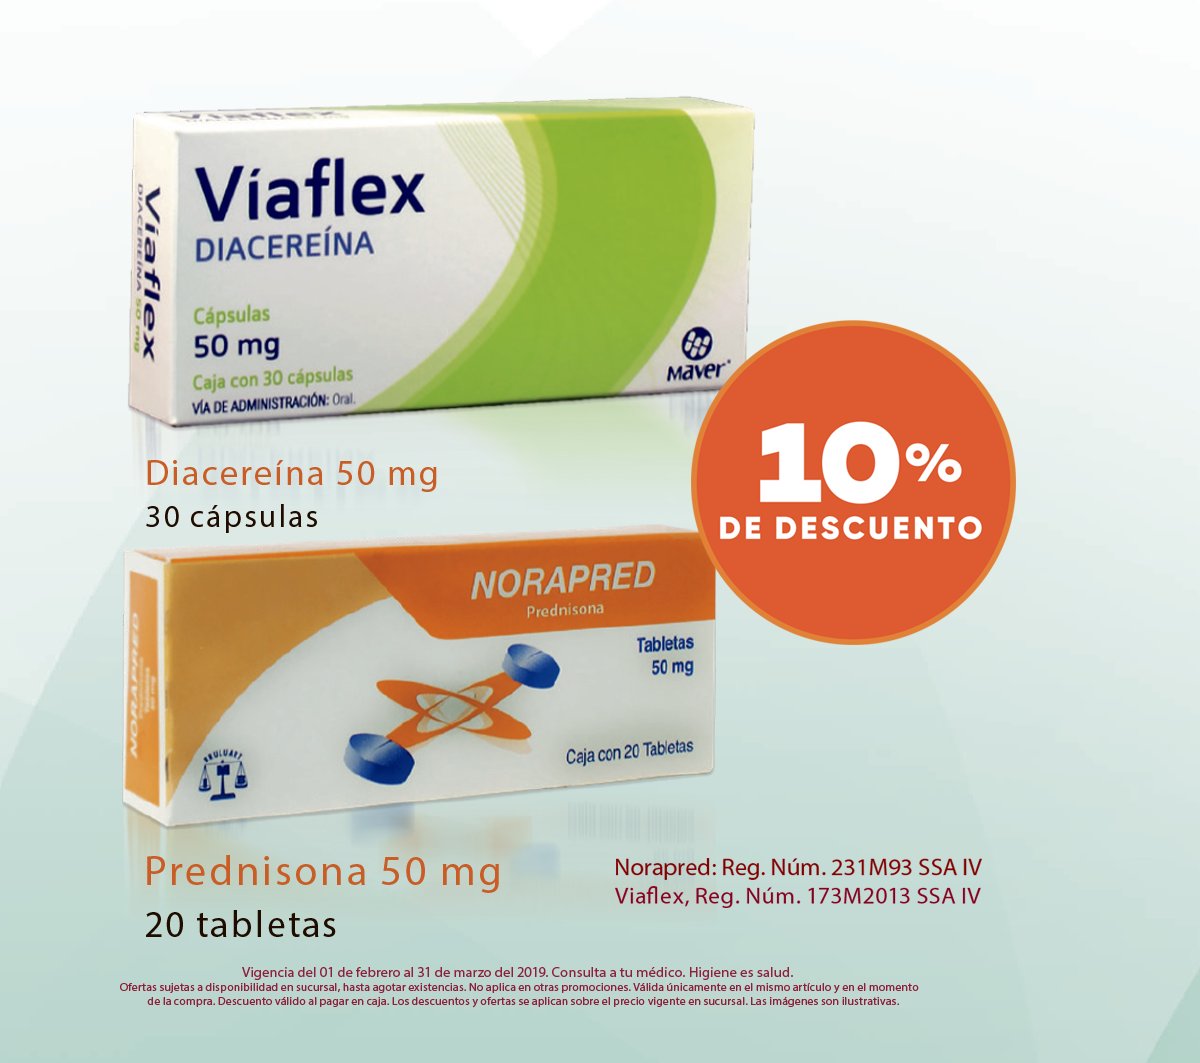 Víaflex
DIACEREÍNA
Cápsulas
50 mg
Caja con 30 cápsulas
VÍA DE ADMINISTRACIÓN: Oral.
Maver
Víaflex
DIACEREÍNA 50 mg
10%
DE DESCUENTO
Diacereína 50 mg
30 cápsulas
NORAPRED
Prednisona
Tabletas
50 mg
Caja con 20 Tabletas
BRULUART
NORAPRED
Prednisona 50 mg
20 tabletas
Norapred: Reg. Núm. 231M93 SSA IV
Viaflex, Reg. Núm. 173M2013 SSA IV
Vigencia del 01 de febrero al 31 de marzo del 2019. Consulta a tu médico. Higiene es salud.
Ofertas sujetas a disponibilidad en sucursal, hasta agotar existencias. No aplica en otras promociones. Válida únicamente en el mismo artículo y en el momento
de la compra. Descuento válido al pagar en caja. Los descuentos y ofertas se aplican sobre el precio vigente en sucursal. Las imágenes son ilustrativas.